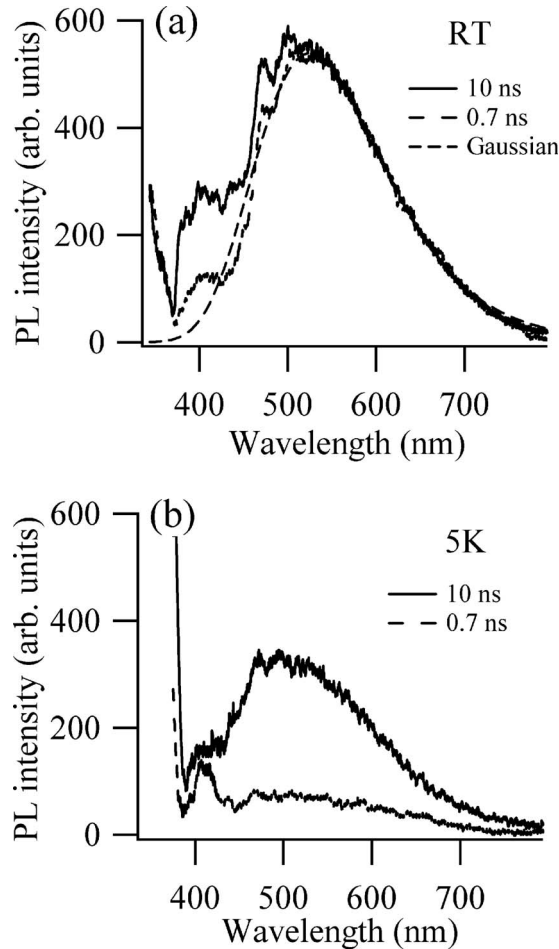 (a)
RT
10 ns
0.7 ns
Gaussian
PL intensity (arb. units)
600
400
200
0
400 500 600 700
Wavelength (nm)
(b)
5K
10 ns
0.7 ns
PL intensity (arb. units)
600
400
200
0
400 500 600 700
Wavelength (nm)